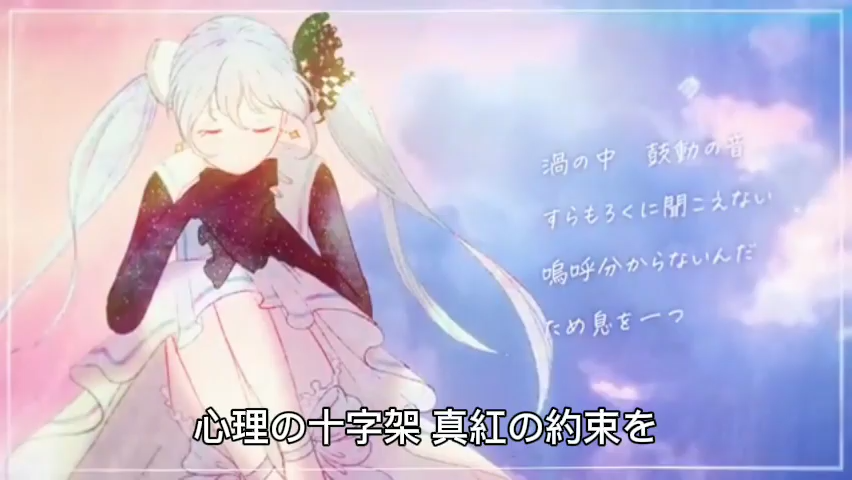 渦の中　鼓動の音
すらもろくに聞こえない
嗚呼分からないんだ
ため息を一つ
心理の十字架 真紅の約束を